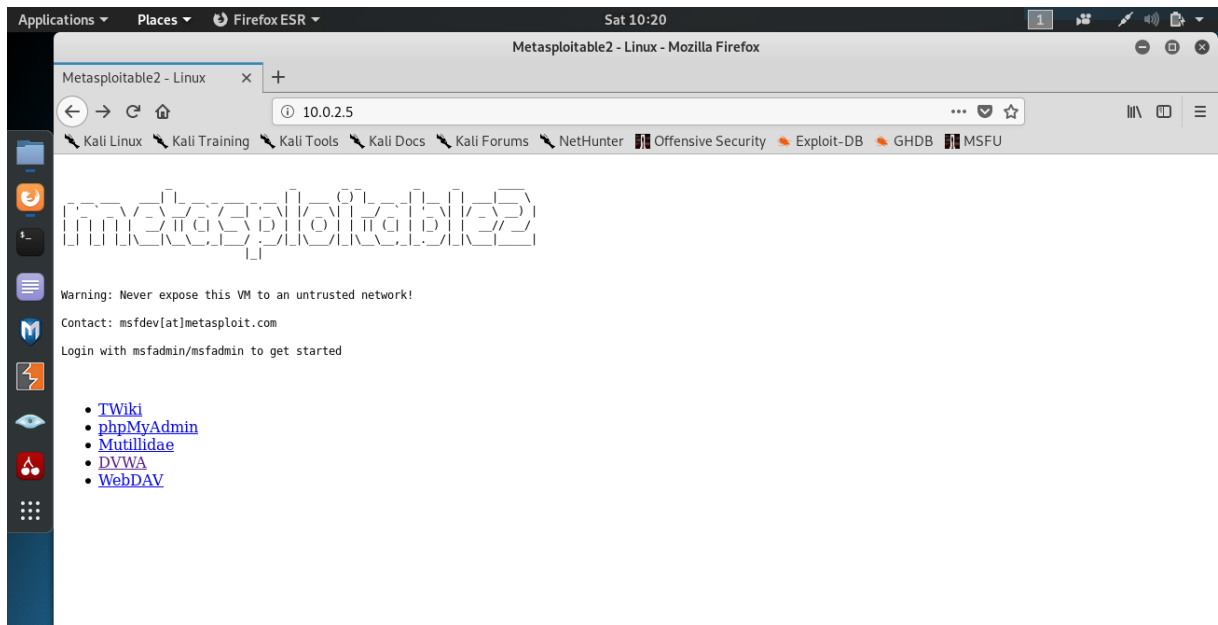 Applications Places Firefox ESR Sat 10:20 1
Metasploitable2 - Linux - Mozilla Firefox
Metasploitable2 - Linux
10.0.2.5
Kali Linux Kali Training Kali Tools Kali Docs Kali Forums NetHunter Offensive Security Exploit-DB GHDB MSFU
metasploitable2
Warning: Never expose this VM to an untrusted network!
Contact: msfdev[at]metasploit.com
Login with msfadmin/msfadmin to get started
TWiki
phpMyAdmin
Mutillidae
DVWA
WebDAV